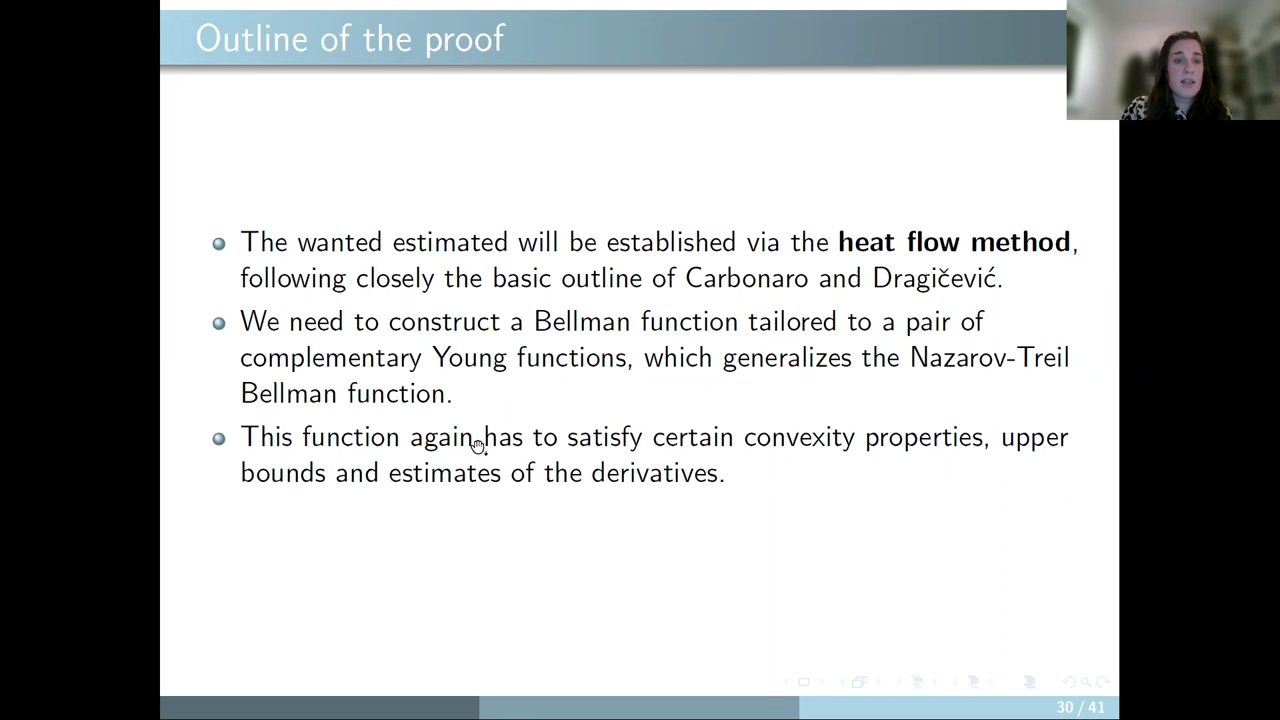 Outline of the proof
The wanted estimated will be established via the heat flow method,
following closely the basic outline of Carbonaro and Dragičević.
We need to construct a Bellman function tailored to a pair of
complementary Young functions, which generalizes the Nazarov-Treil
Bellman function.
This function again has to satisfy certain convexity properties, upper
bounds and estimates of the derivatives.
30 / 41